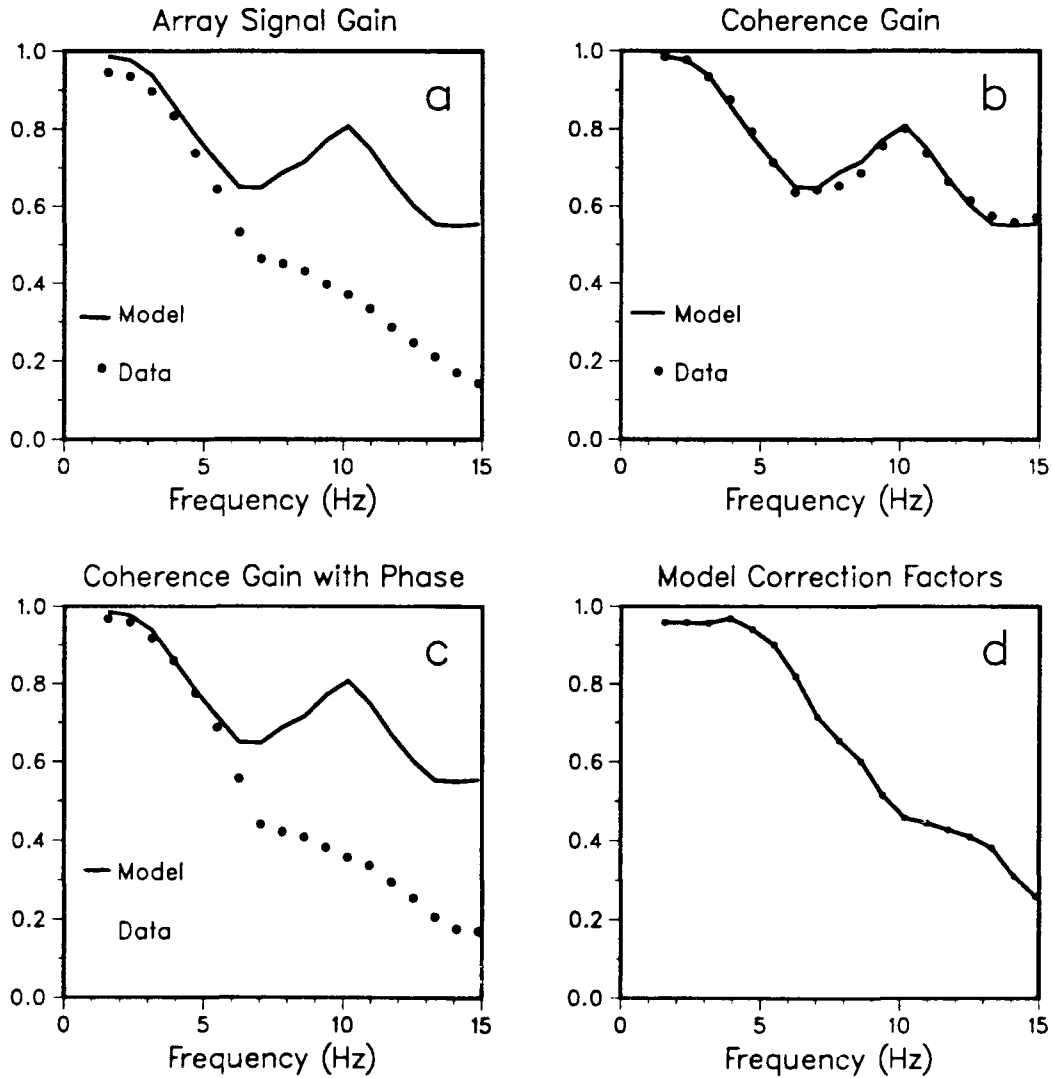 Array Signal Gain
a
1.0
0.8
0.6
0.4
0.2
0.0
Model
Data
0 5 10 15
Frequency (Hz)
Coherence Gain
b
1.0
0.8
0.6
0.4
0.2
0.0
Model
Data
0 5 10 15
Frequency (Hz)
Coherence Gain with Phase
c
1.0
0.8
0.6
0.4
0.2
0.0
Model
Data
0 5 10 15
Frequency (Hz)
Model Correction Factors
d
1.0
0.8
0.6
0.4
0.2
0.0
0 5 10 15
Frequency (Hz)